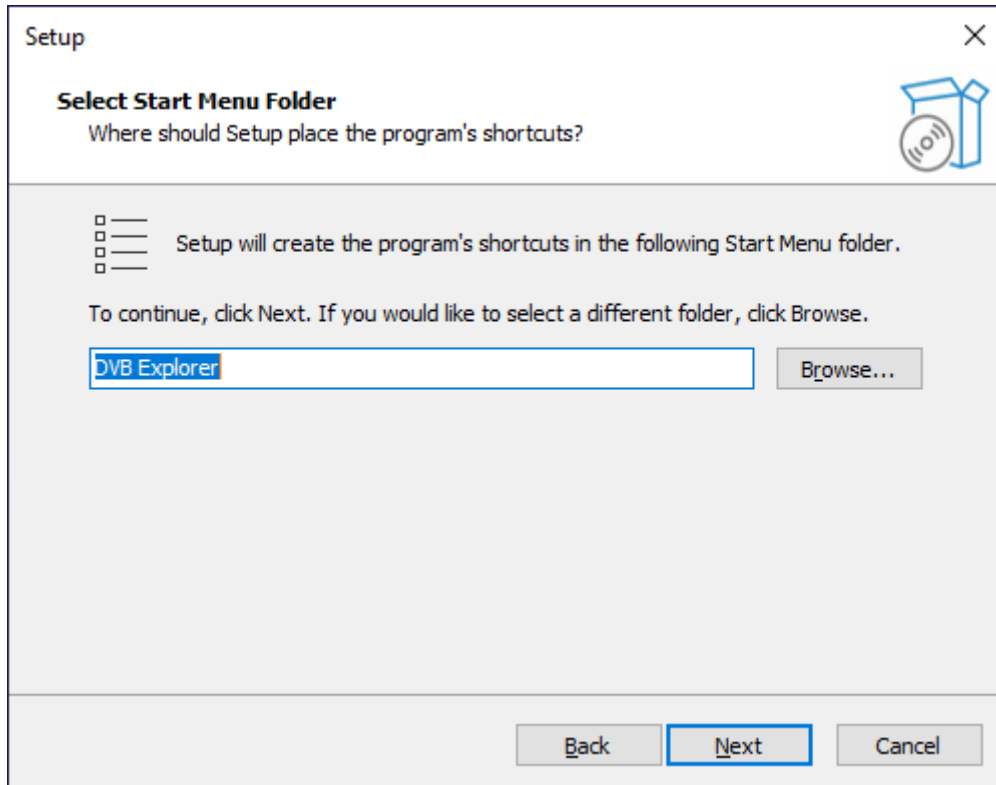 Setup
Select Start Menu Folder
Where should Setup place the program's shortcuts?
Setup will create the program's shortcuts in the following Start Menu folder.
To continue, click Next. If you would like to select a different folder, click Browse.
DVB Explorer
Browse...
Back
Next
Cancel